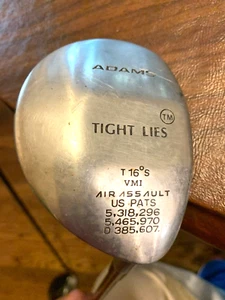 ADAMS
TIGHT LIES TM
T 16° S
VMI
AIR ASSAULT
US PATS
5,318,296
5,465,970
D 385,607